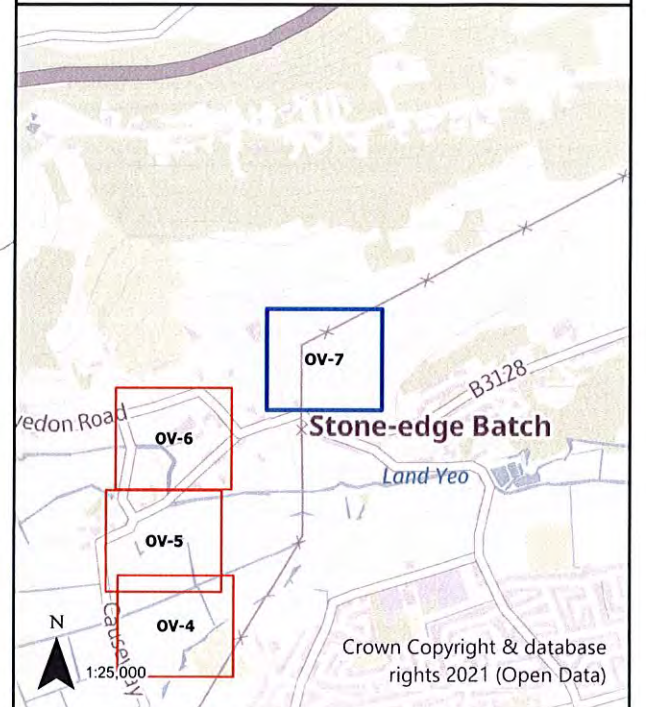 OV-7
B3128
vedon Road
Stone-edge Batch
OV-6
Land Yeo
OV-5
OV-4
Causeway
N
1:25,000
Crown Copyright & database
rights 2021 (Open Data)